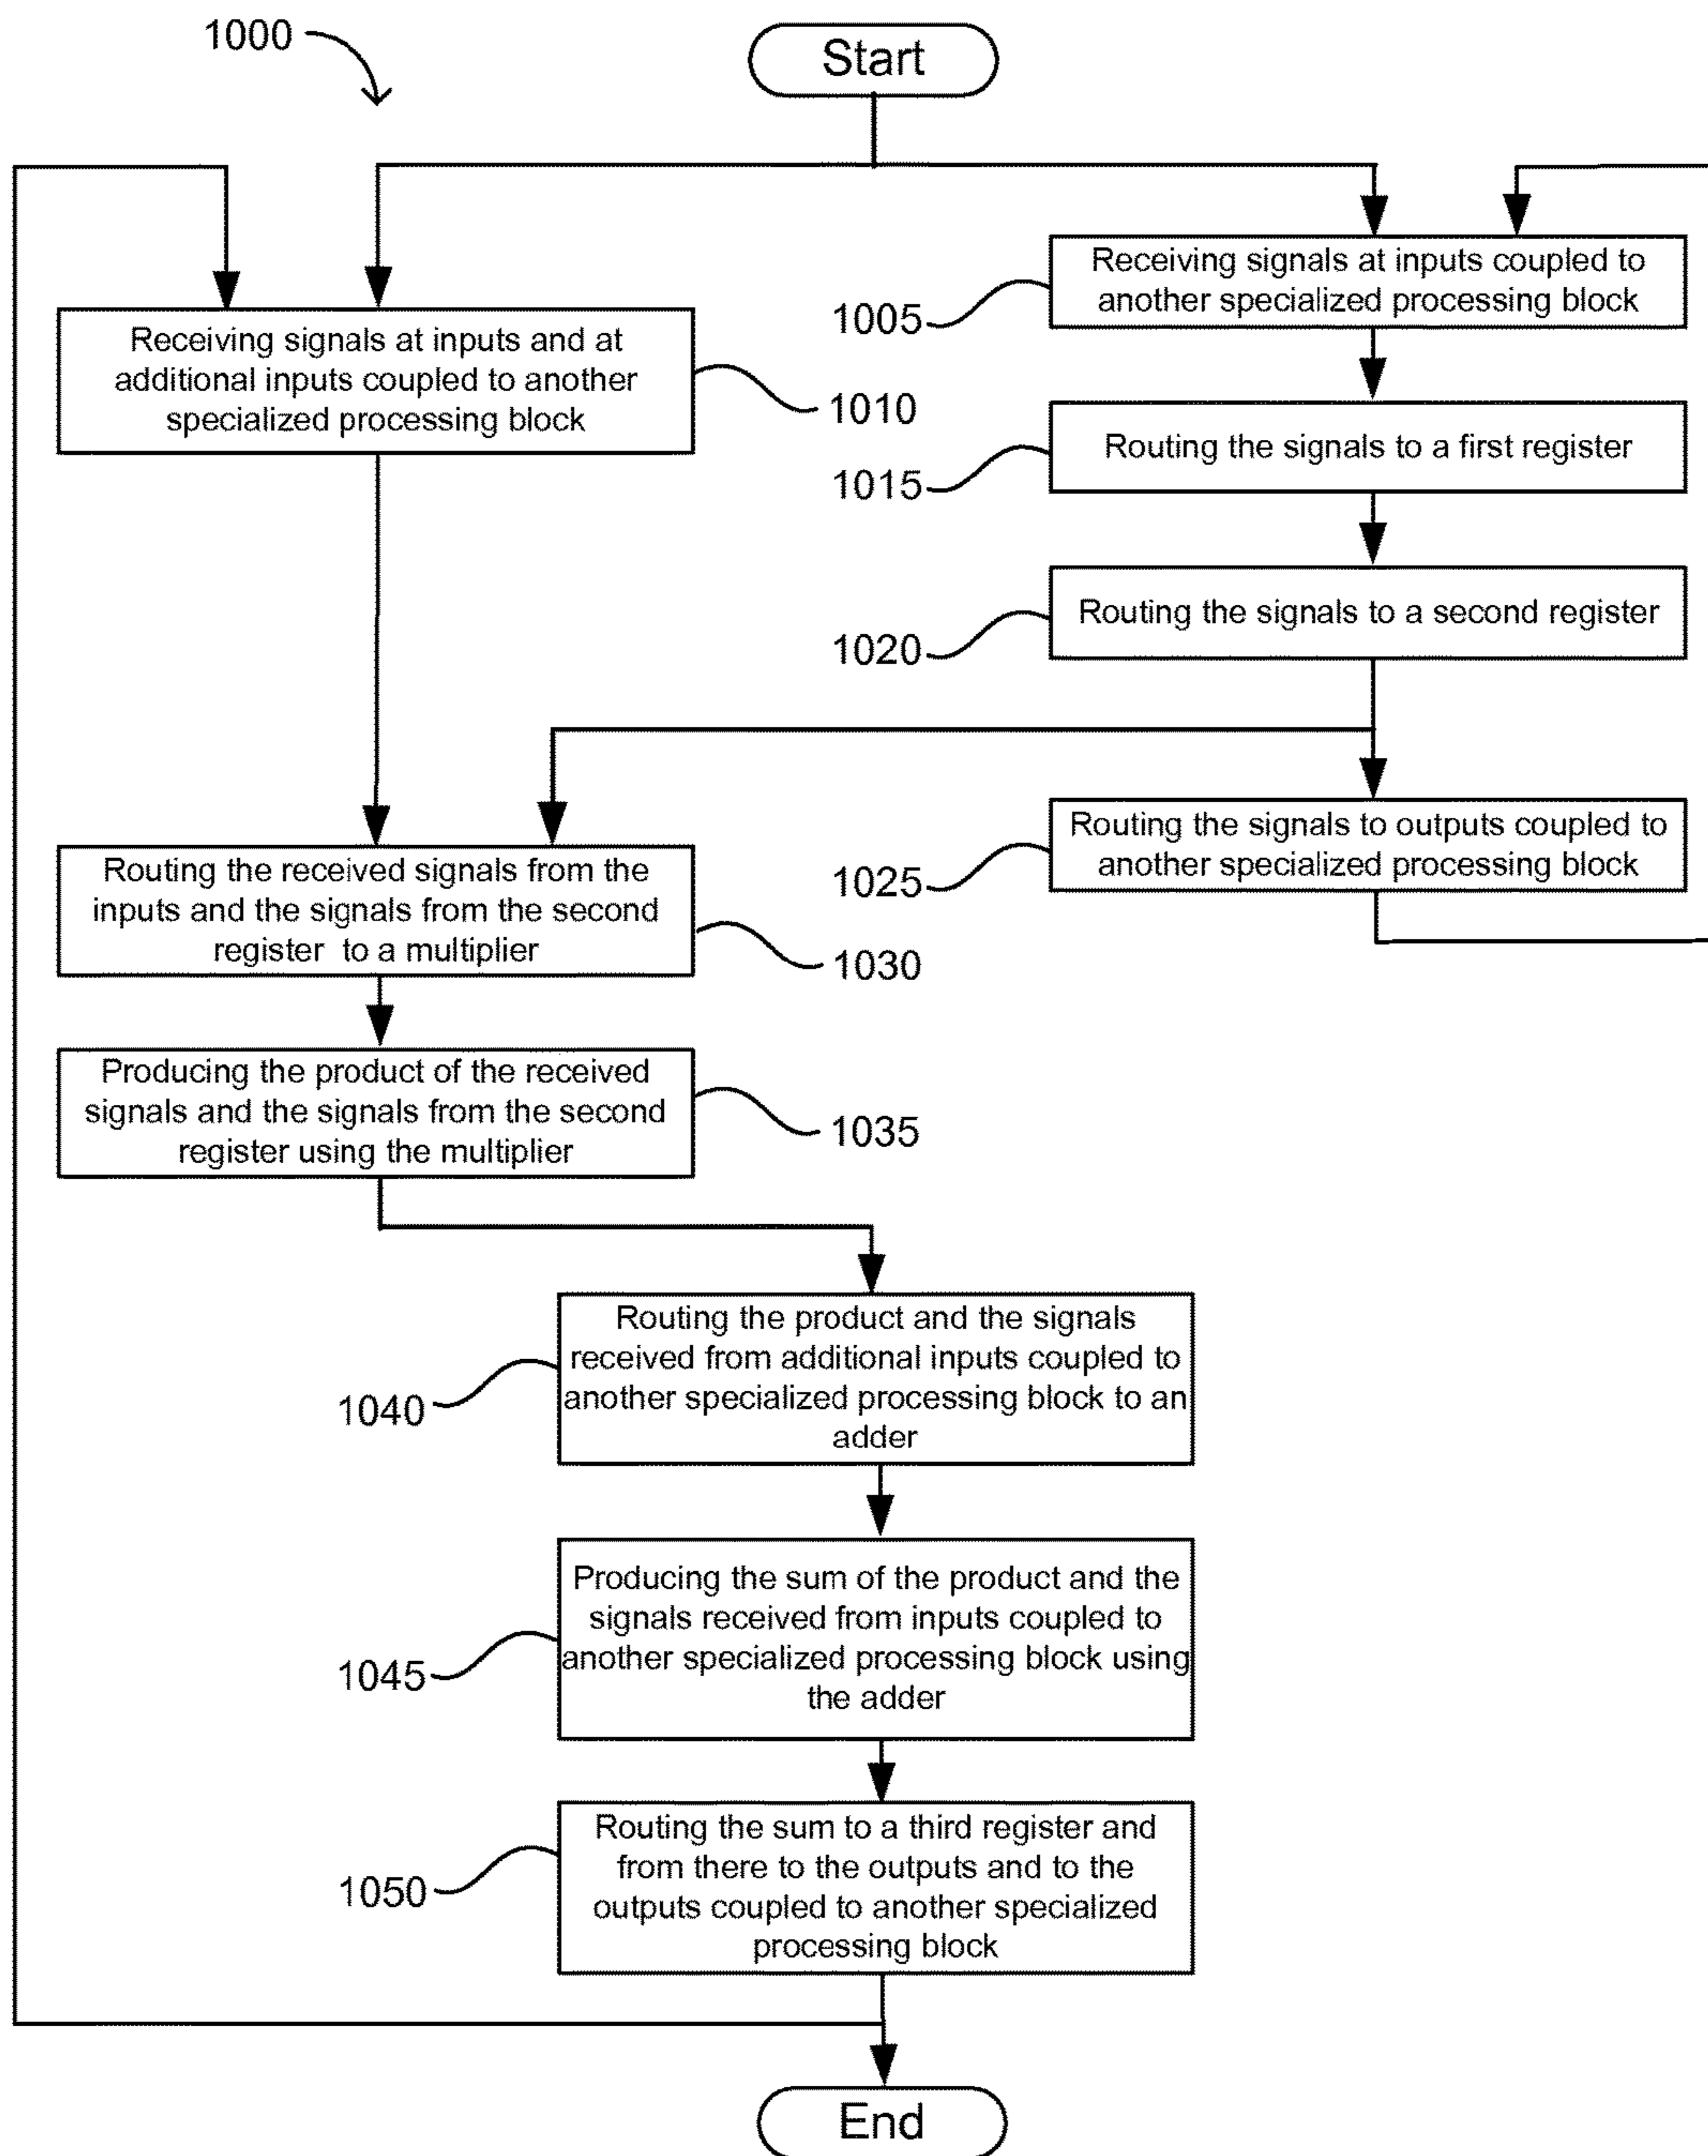 1000
Start
Receiving signals at inputs coupled to
another specialized processing block
1005
Receiving signals at inputs and at
additional inputs coupled to another
specialized processing block
1010
Routing the signals to a first register
1015
Routing the signals to a second register
1020
Routing the signals to outputs coupled to
another specialized processing block
1025
Routing the received signals from the
inputs and the signals from the second
register to a multiplier
1030
Producing the product of the received
signals and the signals from the second
register using the multiplier
1035
Routing the product and the signals
received from additional inputs coupled to
another specialized processing block to an
adder
1040
Producing the sum of the product and the
signals received from inputs coupled to
another specialized processing block using
the adder
1045
Routing the sum to a third register and
from there to the outputs and to the
outputs coupled to another specialized
processing block
1050
End